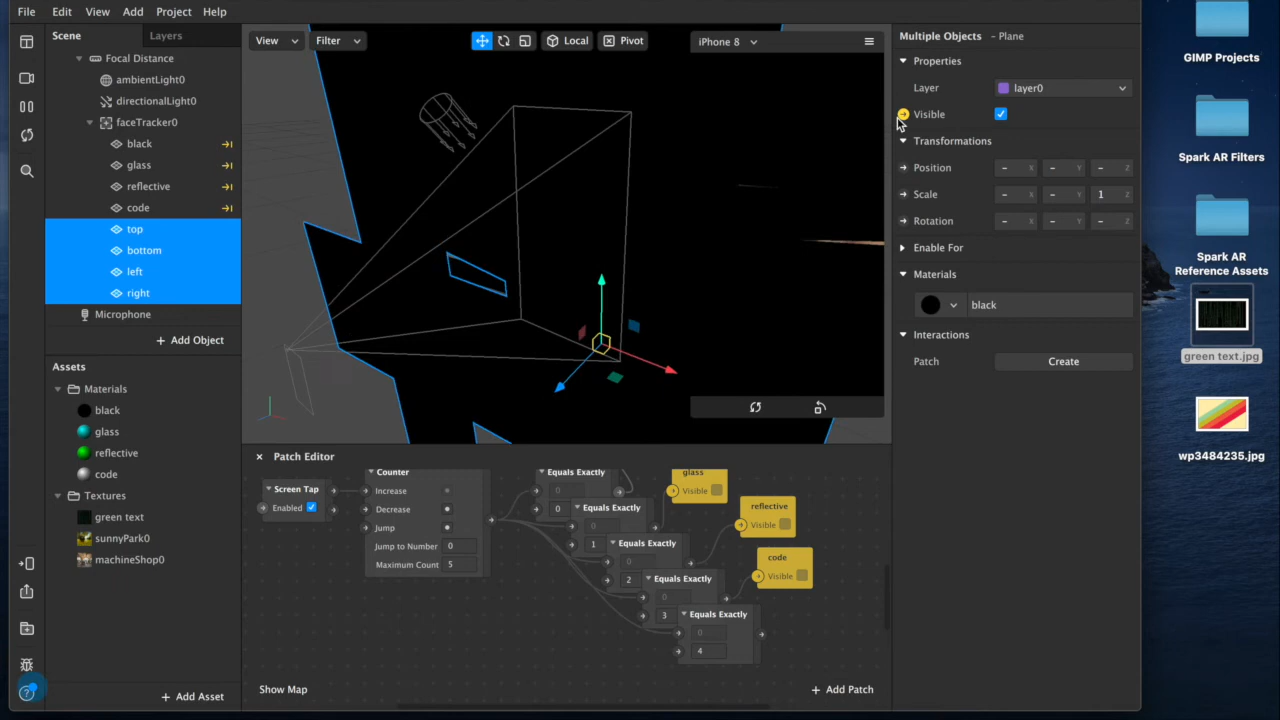 File Edit View Add Project Help
Scene Layers
Focal Distance
ambientLight0
directionalLight0
faceTracker0
black
glass
reflective
code
top
bottom
left
right
Microphone
+ Add Object
Assets
Materials
black
glass
reflective
code
Textures
green text
sunnyPark0
machineShop0
+ Add Asset
View Filter Local Pivot iPhone 8
Patch Editor
Screen Tap
Enabled
Counter
Increase
Decrease
Jump
Jump to Number 0
Maximum Count 5
Equals Exactly
0
0
Equals Exactly
0
1
Equals Exactly
0
2
Equals Exactly
0
3
Equals Exactly
0
4
glass
Visible
reflective
Visible
code
Visible
Show Map + Add Patch
Multiple Objects – Plane
Properties
Layer layer0
Visible
Transformations
Position – X – Y – Z
Scale – X – Y 1 Z
Rotation – X – Y – Z
Enable For
Materials
black
Interactions
Patch Create
GIMP Projects
Spark AR Filters
Spark AR
Reference Assets
green text.jpg
wp3484235.jpg